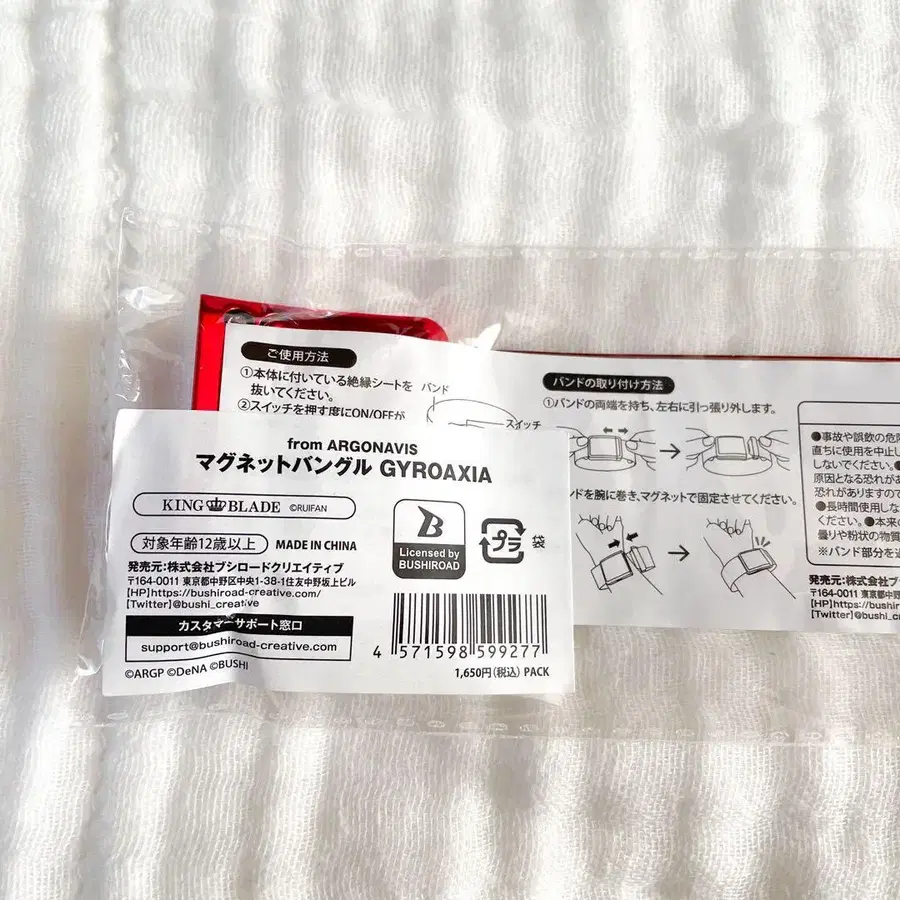 ご使用方法
①本体に付いている絶縁シートを
抜いてください。
②スイッチを押す度にON/OFFが
バンド
スイッチ
バンドの取り付け方法
①バンドの両端を持ち、左右に引っ張り外します。
ンドを腕に巻き、マグネットで固定させてください。
●事故や誤飲の危険
直ちに使用を中止し
しないでください。●
原因となる恐れがあ
恐れがありますので
●長時間使用しな
ください。●本来の
曇りや粉状の物質
※バンド部分を過
発売元:株式会社ブ
〒164-0011 東京都中野
[HP]https://bushiroad
[Twitter]@bushi_creat
from ARGONAVIS
マグネットバングル GYROAXIA
KING BLADE ©RUIFAN
対象年齢12歳以上 MADE IN CHINA
発売元:株式会社ブシロードクリエイティブ
〒164-0011 東京都中野区中央1-38-1住友中野坂上ビル
[HP]https://bushiroad-creative.com/
[Twitter]@bushi_creative
カスタマーサポート窓口
support@bushiroad-creative.com
©ARGP ©DeNA ©BUSHI
B
Licensed by
BUSHIROAD
プラ 袋
4 571598 599277
1,650円(税込) PACK